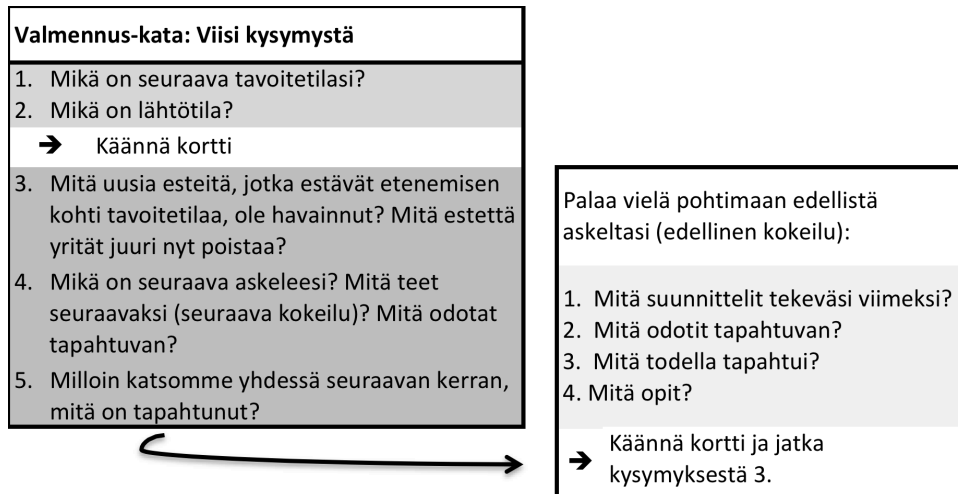 Valmennus-kata: Viisi kysymystä
1. Mikä on seuraava tavoitetilasi?
2. Mikä on lähtötila?
➔ Käännä kortti
3. Mitä uusia esteitä, jotka estävät etenemisen
kohti tavoitetilaa, ole havainnut? Mitä estettä
yrität juuri nyt poistaa?
4. Mikä on seuraava askeleesi? Mitä teet
seuraavaksi (seuraava kokeilu)? Mitä odotat
tapahtuvan?
5. Milloin katsomme yhdessä seuraavan kerran,
mitä on tapahtunut?
Palaa vielä pohtimaan edellistä
askeltasi (edellinen kokeilu):
1. Mitä suunnittelit tekeväsi viimeksi?
2. Mitä odotit tapahtuvan?
3. Mitä todella tapahtui?
4. Mitä opit?
➔ Käännä kortti ja jatka
kysymyksestä 3.